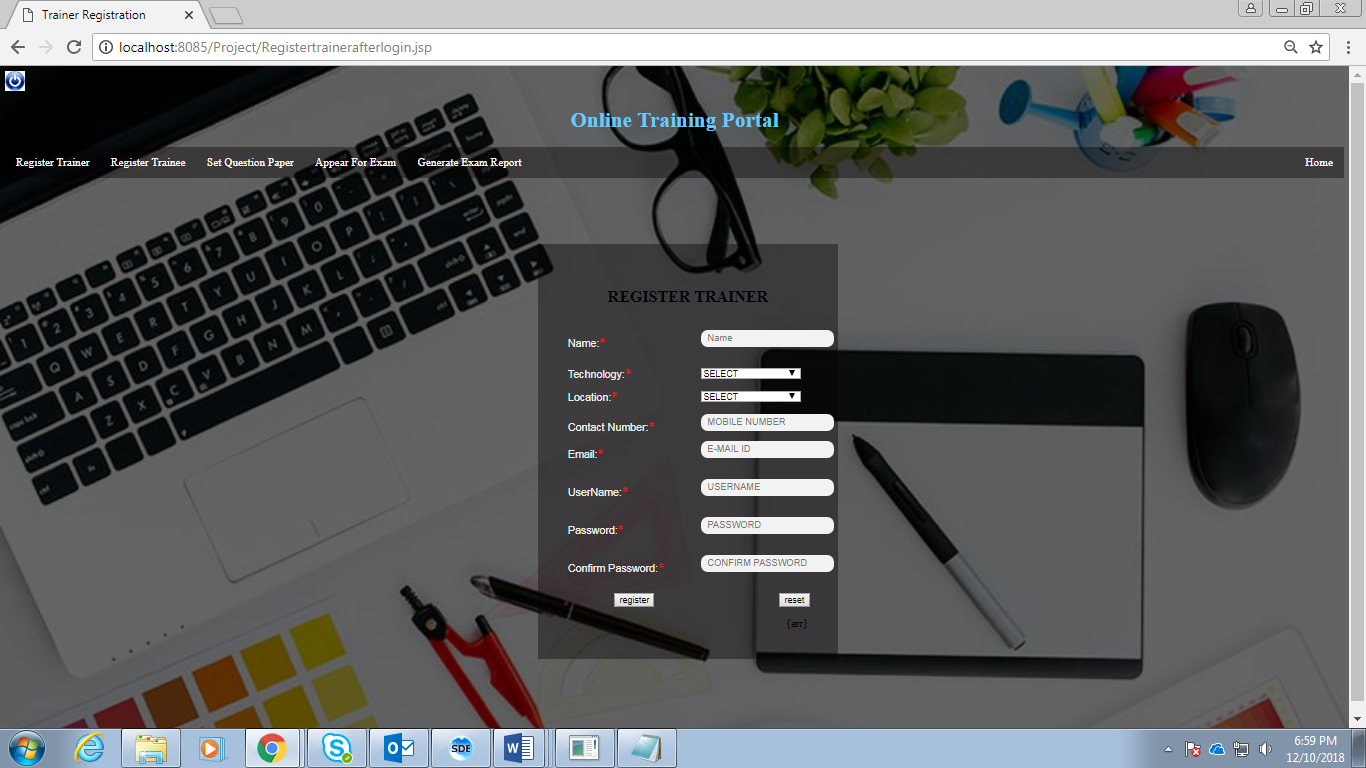 Trainer Registration
localhost:8085/Project/Registertrainerafterlogin.jsp
Online Training Portal
Register Trainer Register Trainee Set Question Paper Appear For Exam Generate Exam Report Home
REGISTER TRAINER
Name:* Name
Technology:* SELECT
Location:* SELECT
Contact Number:* MOBILE NUMBER
Email:* E-MAIL ID
UserName:* USERNAME
Password:* PASSWORD
Confirm Password:* CONFIRM PASSWORD
register reset
{err}
SDE
6:59 PM
12/10/2018